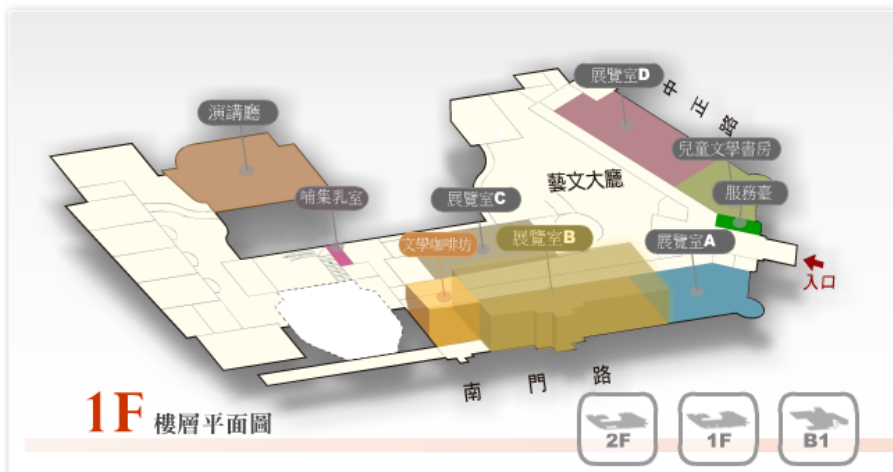 展覽室D
中正路
演講廳
兒童文學書房
哺集乳室
展覽室C
藝文大廳
服務臺
文學咖啡坊
展覽室B
展覽室A
入口
南門路
1F 樓層平面圖
2F
1F
B1